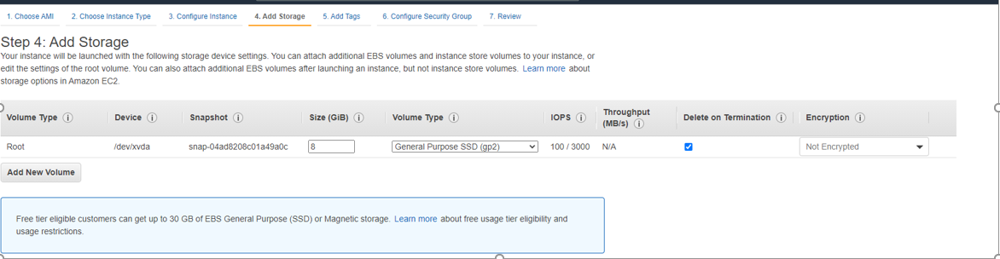 1. Choose AMI 2. Choose Instance Type 3. Configure Instance 4. Add Storage 5. Add Tags 6. Configure Security Group 7. Review
Step 4: Add Storage
Your instance will be launched with the following storage device settings. You can attach additional EBS volumes and instance store volumes to your instance, or
edit the settings of the root volume. You can also attach additional EBS volumes after launching an instance, but not instance store volumes. Learn more about
storage options in Amazon EC2.
Volume Type i Device i Snapshot i Size (GiB) i Volume Type i IOPS i Throughput (MB/s) i Delete on Termination i Encryption i
Root /dev/xvda snap-04ad8208c01a49a0c 8 General Purpose SSD (gp2) 100 / 3000 N/A Not Encrypted
Add New Volume
Free tier eligible customers can get up to 30 GB of EBS General Purpose (SSD) or Magnetic storage. Learn more about free usage tier eligibility and
usage restrictions.